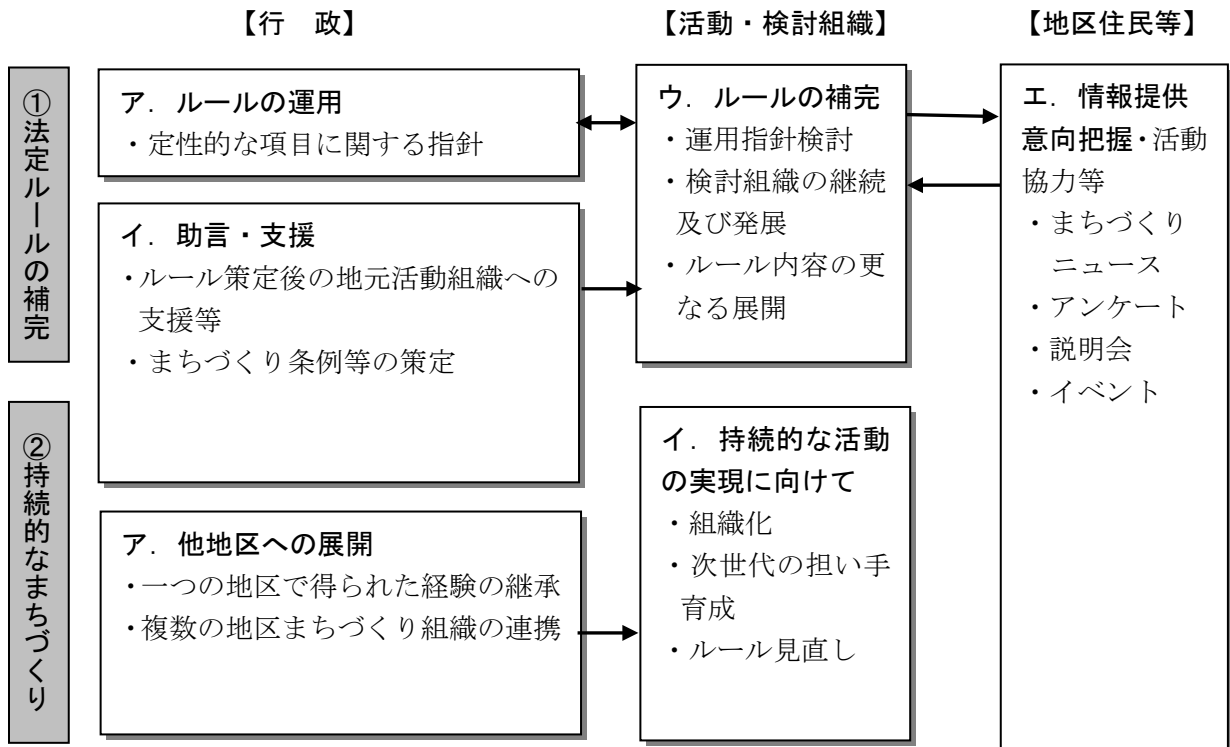 【行　政】
【活動・検討組織】
【地区住民等】
①法定ルールの補完
ア．ルールの運用
・定性的な項目に関する指針
イ．助言・支援
・ルール策定後の地元活動組織への
支援等
・まちづくり条例等の策定
ウ．ルールの補完
・運用指針検討
・検討組織の継続
及び発展
・ルール内容の更
なる展開
エ．情報提供
意向把握・活動
協力等
・まちづくり
ニュース
・アンケート
・説明会
・イベント
②持続的なまちづくり
ア．他地区への展開
・一つの地区で得られた経験の継承
・複数の地区まちづくり組織の連携
イ．持続的な活動
の実現に向けて
・組織化
・次世代の担い手
育成
・ルール見直し